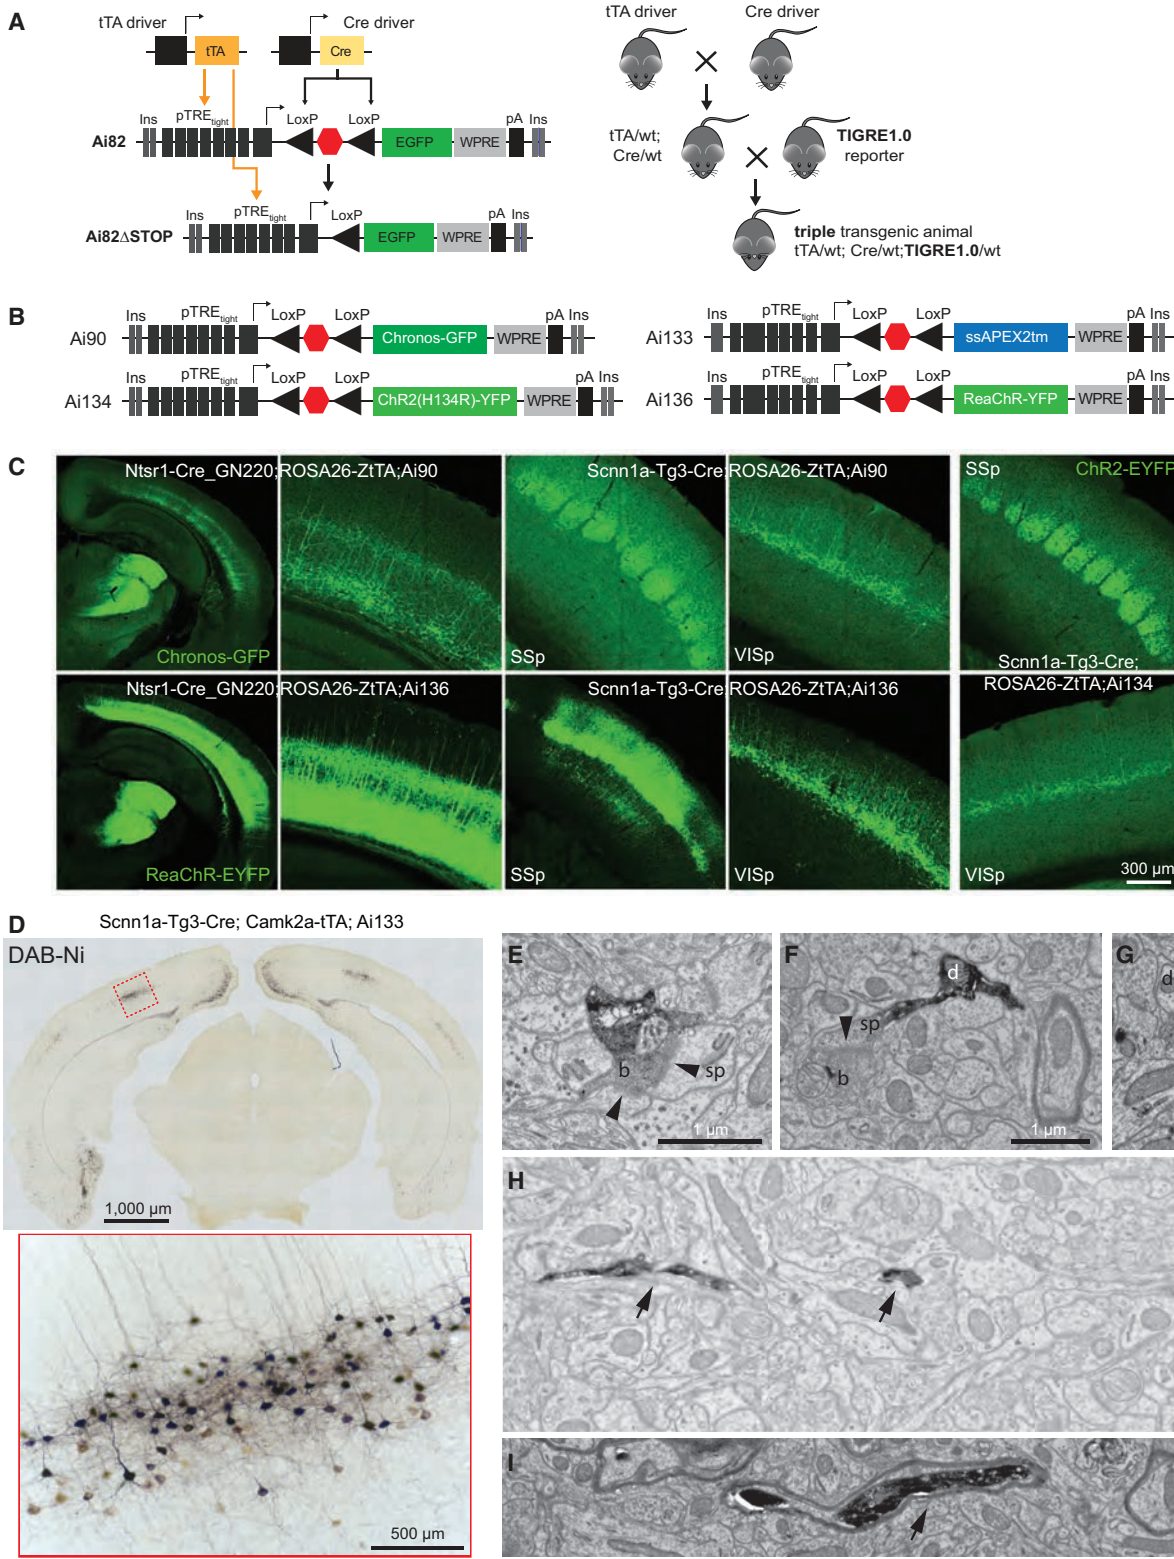 A
tTA driver
Cre driver
tTA
Cre
Ins
pTREtight
LoxP
LoxP
pA
Ins
Ai82
EGFP
WPRE
Ins
pTREtight
LoxP
pA
Ins
Ai82ΔSTOP
EGFP
WPRE
tTA driver
Cre driver
tTA/wt;
Cre/wt
TIGRE1.0
reporter
triple transgenic animal
tTA/wt; Cre/wt;TIGRE1.0/wt
B
Ins
pTREtight
LoxP
LoxP
pA
Ins
Ai90
Chronos-GFP
WPRE
Ins
pTREtight
LoxP
LoxP
pA
Ins
Ai134
ChR2(H134R)-YFP
WPRE
Ins
pTREtight
LoxP
LoxP
pA
Ins
Ai133
ssAPEX2tm
WPRE
Ins
pTREtight
LoxP
LoxP
pA
Ins
Ai136
ReaChR-YFP
WPRE
C
Ntsr1-Cre_GN220;ROSA26-ZtTA;Ai90
Chronos-GFP
Scnn1a-Tg3-Cre;ROSA26-ZtTA;Ai90
SSp
VISp
SSp
ChR2-EYFP
Scnn1a-Tg3-Cre;
ROSA26-ZtTA;Ai134
Ntsr1-Cre_GN220;ROSA26-ZtTA;Ai136
ReaChR-EYFP
Scnn1a-Tg3-Cre;ROSA26-ZtTA;Ai136
SSp
VISp
VISp
300 µm
D
Scnn1a-Tg3-Cre; Camk2a-tTA; Ai133
DAB-Ni
1,000 µm
500 µm
E
b
sp
1 µm
F
d
sp
b
1 µm
G
d
H
I